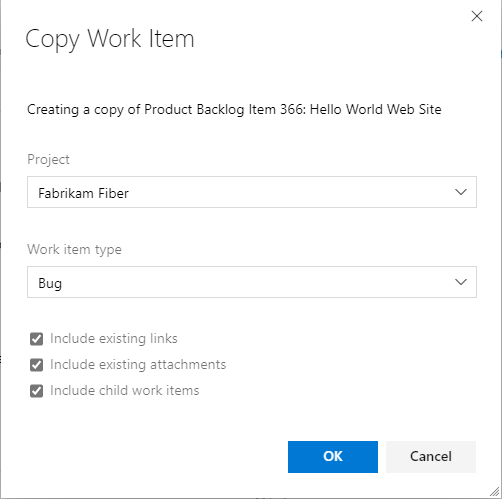 Copy Work Item
Creating a copy of Product Backlog Item 366: Hello World Web Site
Project
Fabrikam Fiber
Work item type
Bug
Include existing links
Include existing attachments
Include child work items
OK
Cancel